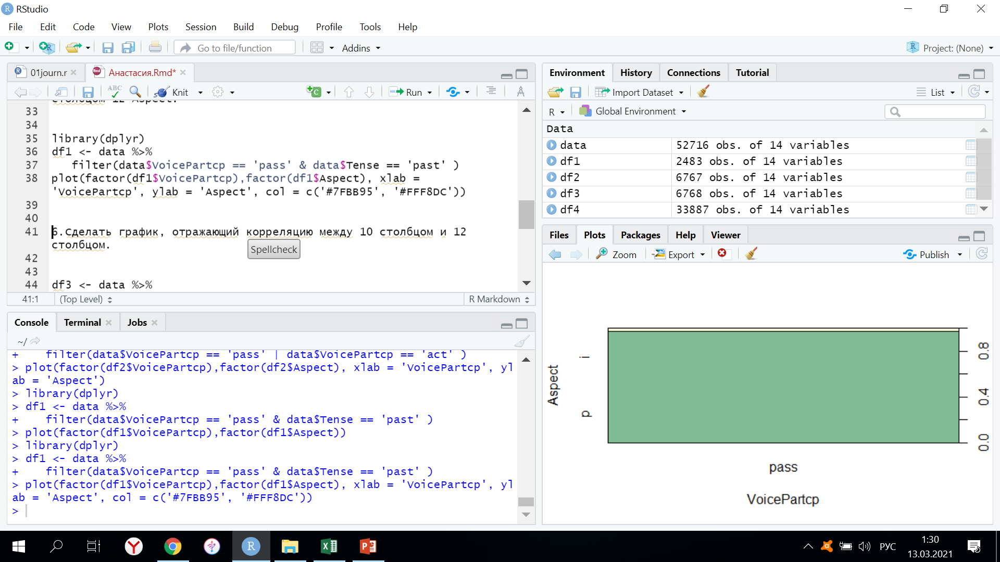 RStudio
File Edit Code View Plots Session Build Debug Profile Tools Help
Go to file/function
Addins
Project: (None)
01journ.r
Анастасия.Rmd*
ABC
Knit
Run
столбцом 12 Aspect.
33
34
35 library(dplyr)
36 df1 <- data %>%
37 filter(data$VoicePartcp == 'pass' & data$Tense == 'past' )
38 plot(factor(df1$VoicePartcp),factor(df1$Aspect), xlab =
'VoicePartcp', ylab = 'Aspect', col = c('#7FBB95', '#FFF8DC'))
39
40
41 6.Сделать график, отражающий корреляцию между 10 столбцом и 12
столбцом.
Spellcheck
42
43
44 df3 <- data %>%
41:1 (Top Level) R Markdown
Console Terminal Jobs
~/
+ filter(data$VoicePartcp == 'pass' | data$VoicePartcp == 'act' )
> plot(factor(df2$VoicePartcp),factor(df2$Aspect), xlab = 'VoicePartcp', yl
ab = 'Aspect')
> library(dplyr)
> df1 <- data %>%
+ filter(data$VoicePartcp == 'pass' & data$Tense == 'past' )
> plot(factor(df1$VoicePartcp),factor(df1$Aspect))
> library(dplyr)
> df1 <- data %>%
+ filter(data$VoicePartcp == 'pass' & data$Tense == 'past' )
> plot(factor(df1$VoicePartcp),factor(df1$Aspect), xlab = 'VoicePartcp', yl
ab = 'Aspect', col = c('#7FBB95', '#FFF8DC'))
>
Environment History Connections Tutorial
Import Dataset
List
R Global Environment
Data
data 52716 obs. of 14 variables
df1 2483 obs. of 14 variables
df2 6767 obs. of 14 variables
df3 6768 obs. of 14 variables
df4 33887 obs. of 14 variables
Files Plots Packages Help Viewer
Zoom Export Publish
Aspect
i
p
0.8
0.4
0.0
pass
VoicePartcp
РУС
1:30
13.03.2021